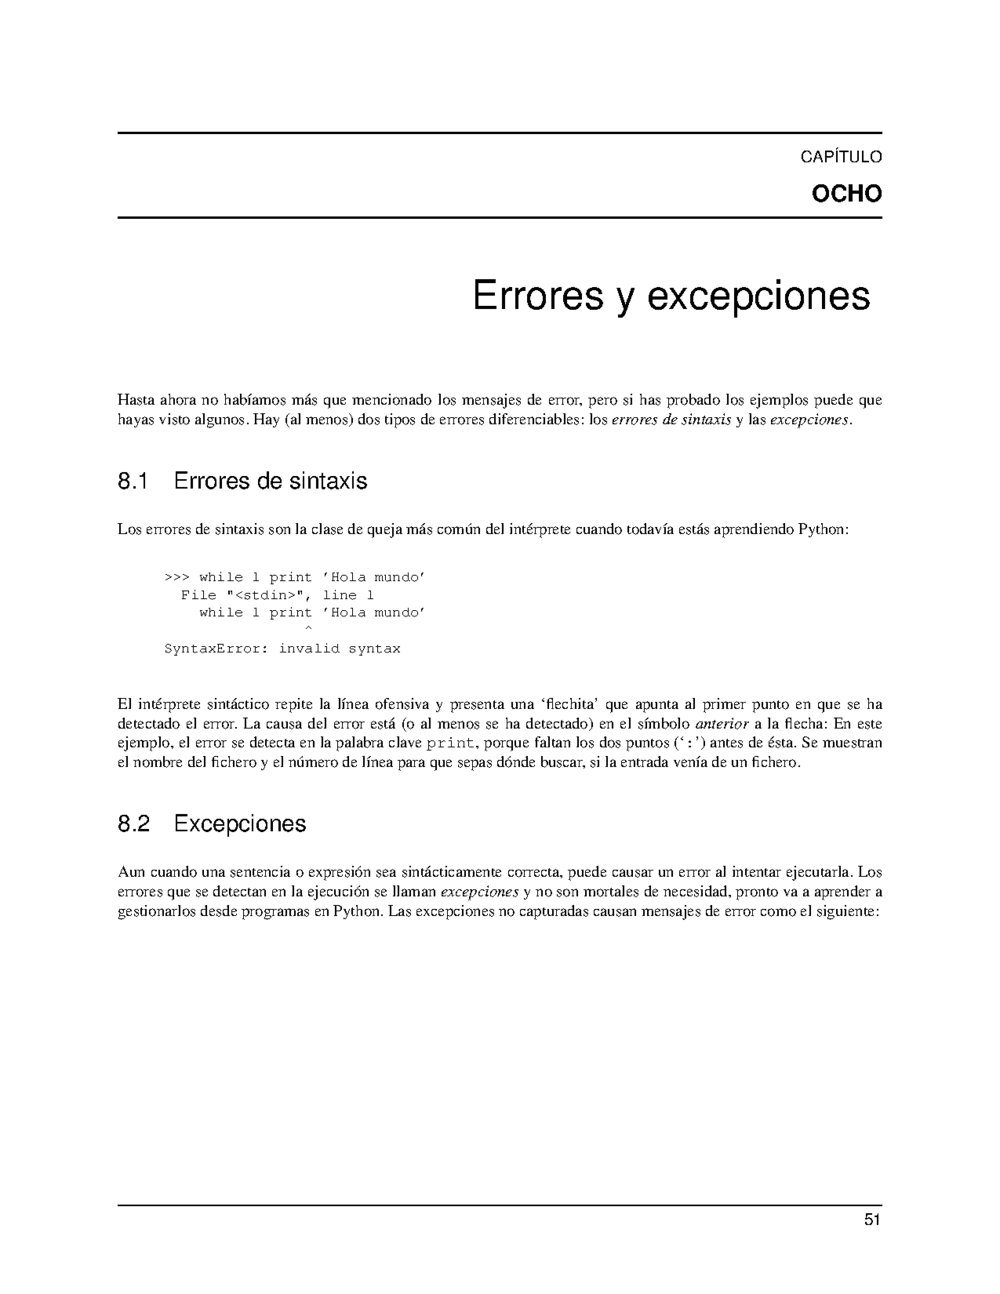 CAPÍTULO
OCHO
Errores y excepciones
Hasta ahora no habíamos más que mencionado los mensajes de error, pero si has probado los ejemplos puede que
hayas visto algunos. Hay (al menos) dos tipos de errores diferenciables: los errores de sintaxis y las excepciones.
8.1 Errores de sintaxis
Los errores de sintaxis son la clase de queja más común del intérprete cuando todavía estás aprendiendo Python:
>>> while 1 print ’Hola mundo’
  File "<stdin>", line 1
    while 1 print ’Hola mundo’
                ^
SyntaxError: invalid syntax
El intérprete sintáctico repite la línea ofensiva y presenta una ‘flechita’ que apunta al primer punto en que se ha
detectado el error. La causa del error está (o al menos se ha detectado) en el símbolo anterior a la flecha: En este
ejemplo, el error se detecta en la palabra clave print, porque faltan los dos puntos (‘:’) antes de ésta. Se muestran
el nombre del fichero y el número de línea para que sepas dónde buscar, si la entrada venía de un fichero.
8.2 Excepciones
Aun cuando una sentencia o expresión sea sintácticamente correcta, puede causar un error al intentar ejecutarla. Los
errores que se detectan en la ejecución se llaman excepciones y no son mortales de necesidad, pronto va a aprender a
gestionarlos desde programas en Python. Las excepciones no capturadas causan mensajes de error como el siguiente:
51